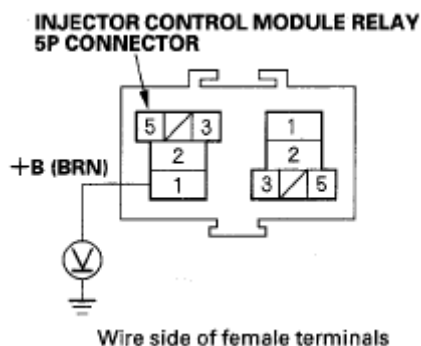 INJECTOR CONTROL MODULE RELAY
5P CONNECTOR
5 3 1
2 2
+B (BRN) 1 3 5
V
Wire side of female terminals